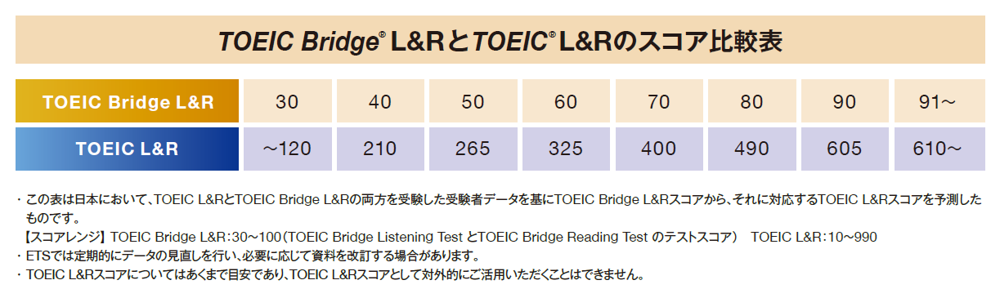 TOEIC Bridge® L&RとTOEIC® L&Rのスコア比較表
TOEIC Bridge L&R 30 40 50 60 70 80 90 91～
TOEIC L&R ～120 210 265 325 400 490 605 610～
・ この表は日本において、TOEIC L&RとTOEIC Bridge L&Rの両方を受験した受験者データを基にTOEIC Bridge L&Rスコアから、それに対応するTOEIC L&Rスコアを予測した
ものです。
【スコアレンジ】 TOEIC Bridge L&R：30～100（TOEIC Bridge Listening Test とTOEIC Bridge Reading Test のテストスコア） TOEIC L&R：10～990
・ ETSでは定期的にデータの見直しを行い、必要に応じて資料を改訂する場合があります。
・ TOEIC L&Rスコアについてはあくまで目安であり、TOEIC L&Rスコアとして対外的にご活用いただくことはできません。